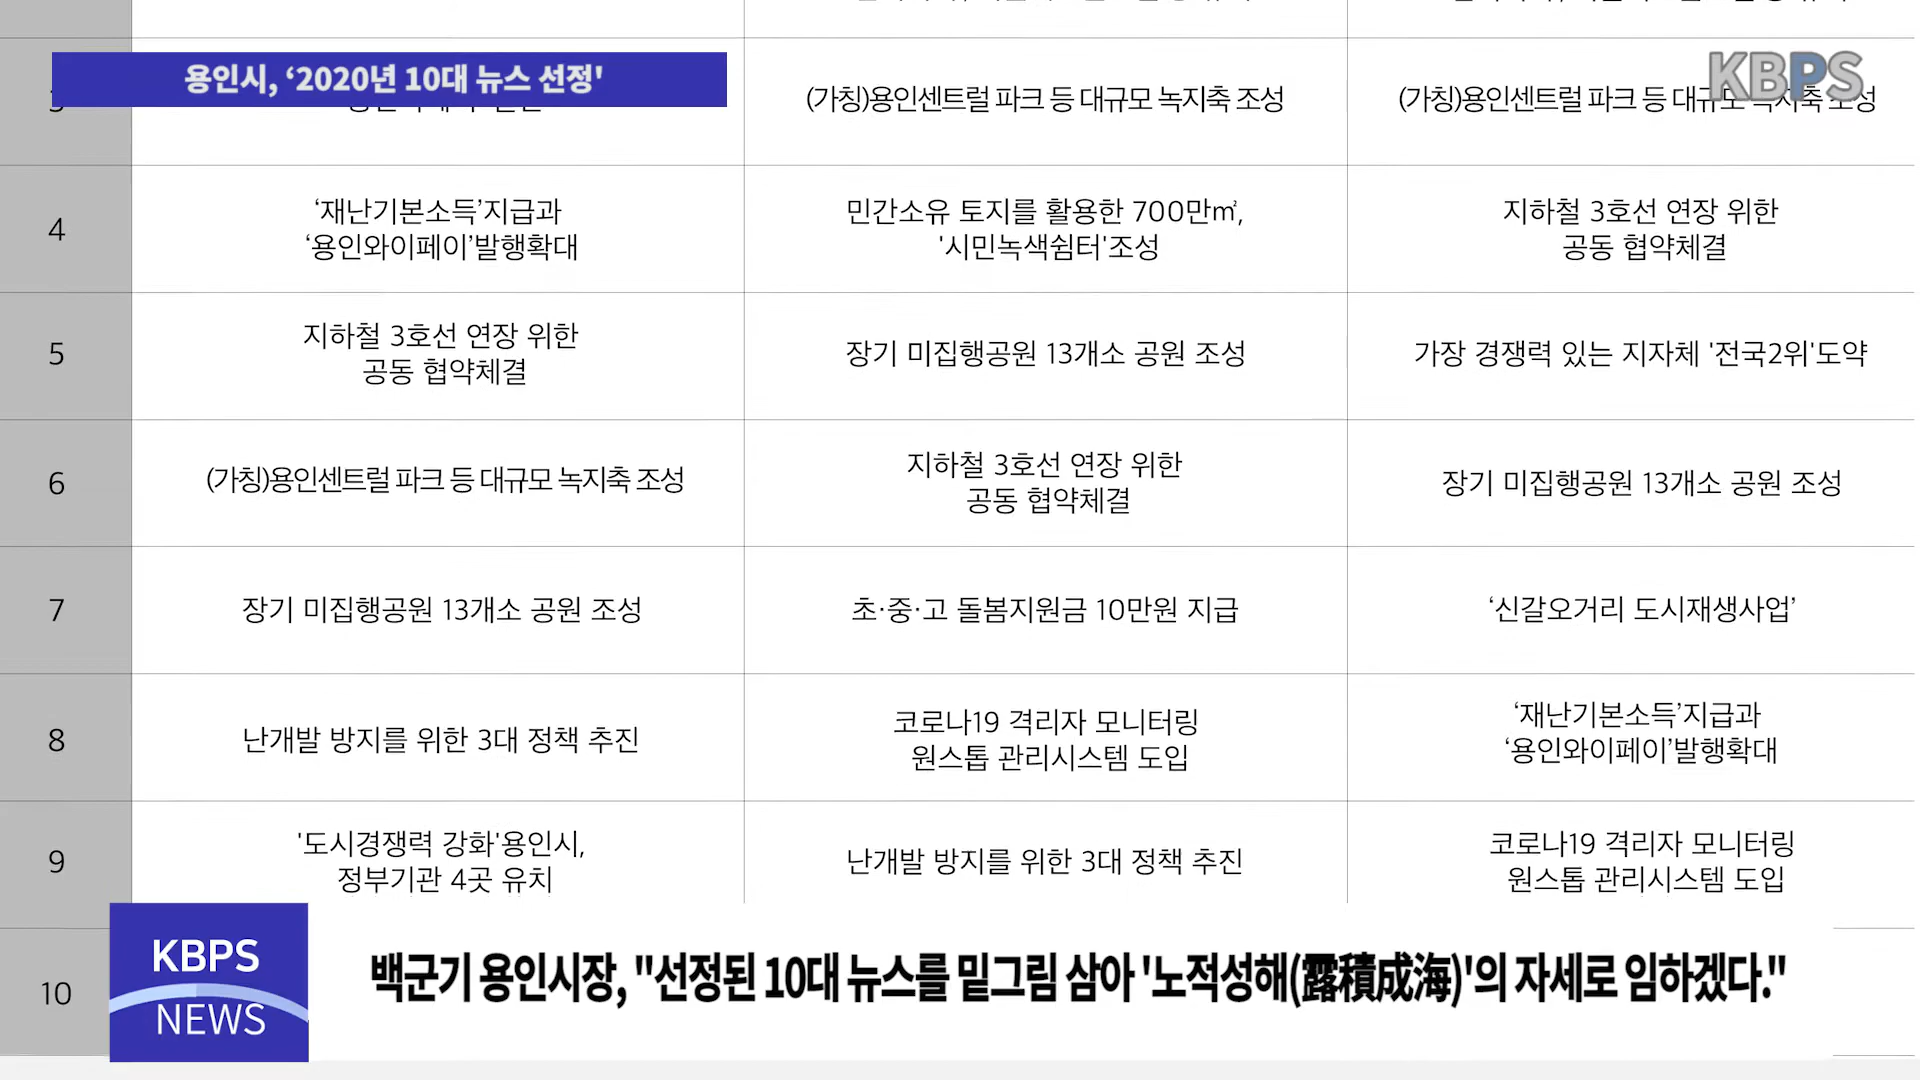 용인시, ‘2020년 10대 뉴스 선정'
KBPS
(가칭)용인센트럴 파크 등 대규모 녹지축 조성
(가칭)용인센트럴 파크 등 대규모 녹지축 조성
4
‘재난기본소득’지급과
‘용인와이페이’발행확대
민간소유 토지를 활용한 700만㎡,
'시민녹색쉼터'조성
지하철 3호선 연장 위한
공동 협약체결
5
지하철 3호선 연장 위한
공동 협약체결
장기 미집행공원 13개소 공원 조성
가장 경쟁력 있는 지자체 '전국2위'도약
6
(가칭)용인센트럴 파크 등 대규모 녹지축 조성
지하철 3호선 연장 위한
공동 협약체결
장기 미집행공원 13개소 공원 조성
7
장기 미집행공원 13개소 공원 조성
초·중·고 돌봄지원금 10만원 지급
‘신갈오거리 도시재생사업’
8
난개발 방지를 위한 3대 정책 추진
코로나19 격리자 모니터링
원스톱 관리시스템 도입
‘재난기본소득’지급과
‘용인와이페이’발행확대
9
'도시경쟁력 강화'용인시,
정부기관 4곳 유치
난개발 방지를 위한 3대 정책 추진
코로나19 격리자 모니터링
원스톱 관리시스템 도입
10
KBPS
NEWS
백군기 용인시장, "선정된 10대 뉴스를 밑그림 삼아 '노적성해(露積成海)'의 자세로 임하겠다."